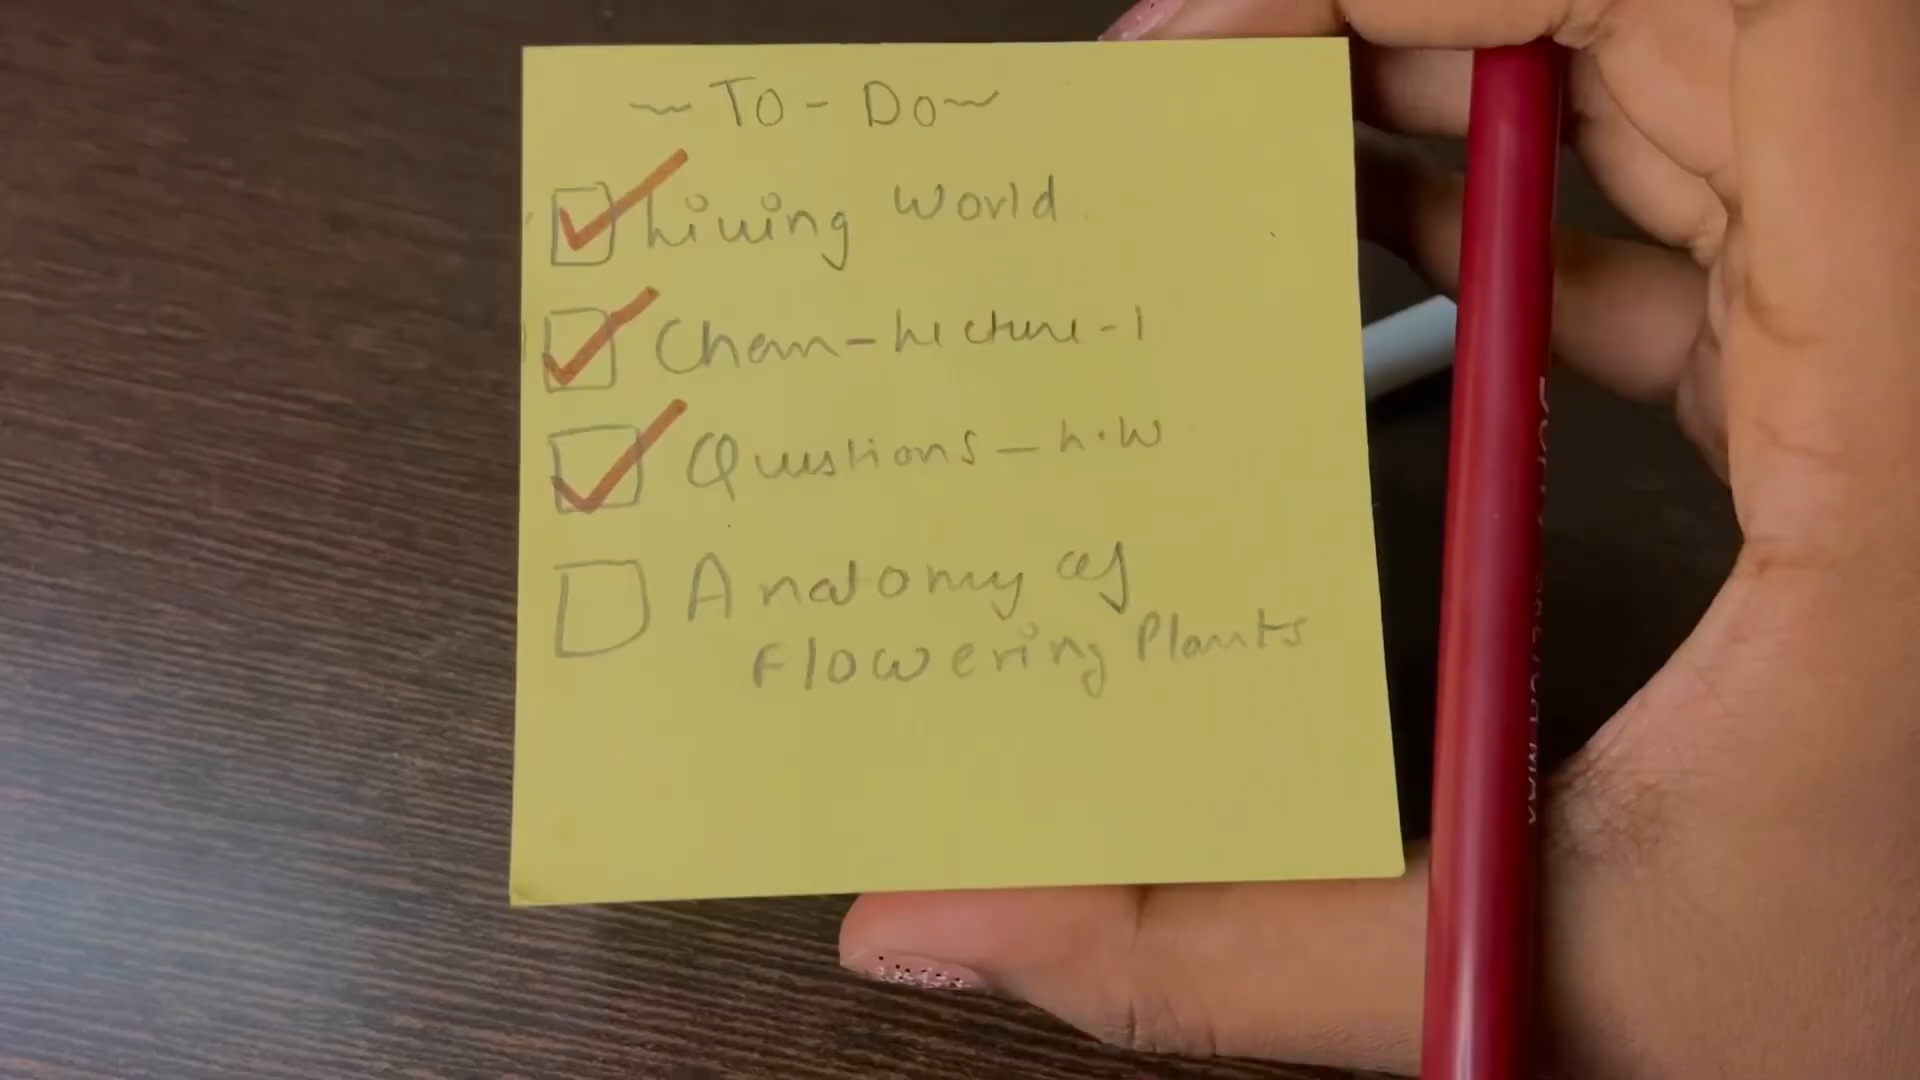 ~ To - Do ~
Living World
Chem - Lecture - 1
Questions - h.w
Anatomy of
Flowering Plants